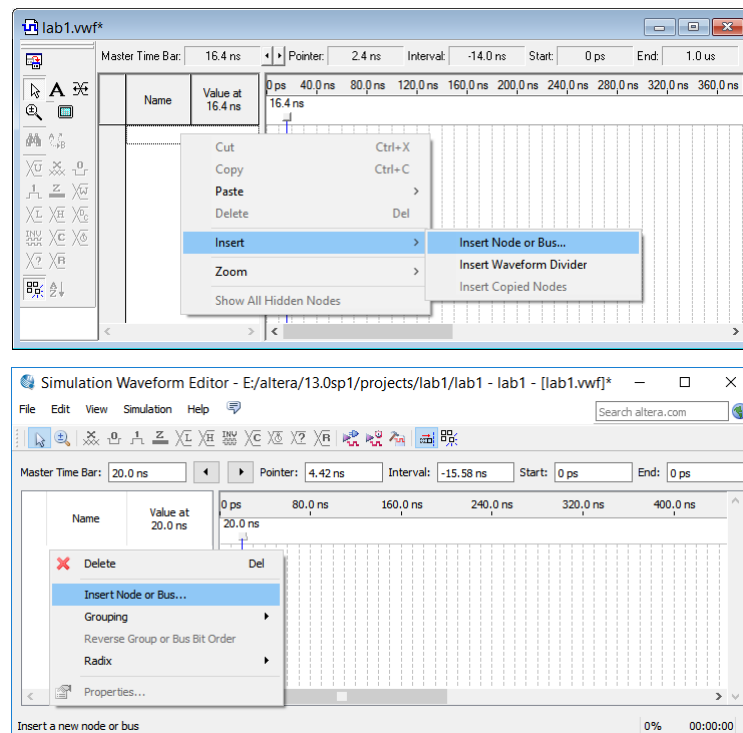 lab1.vwf*
Master Time Bar: 16.4 ns Pointer: 2.4 ns Interval: -14.0 ns Start: 0 ps End: 1.0 us
0 ps 40.0 ns 80.0 ns 120.0 ns 160.0 ns 200.0 ns 240.0 ns 280.0 ns 320.0 ns 360.0 ns
Name
Value at
16.4 ns
16.4 ns
Cut Ctrl+X
Copy Ctrl+C
Paste
Delete Del
Insert
Zoom
Show All Hidden Nodes
Insert Node or Bus...
Insert Waveform Divider
Insert Copied Nodes
Simulation Waveform Editor - E:/altera/13.0sp1/projects/lab1/lab1 - lab1 - [lab1.vwf]*
File Edit View Simulation Help
Search altera.com
Master Time Bar: 20.0 ns Pointer: 4.42 ns Interval: -15.58 ns Start: 0 ps End: 0 ps
Name
Value at
20.0 ns
0 ps 80.0 ns 160.0 ns 240.0 ns 320.0 ns 400.0 ns
20.0 ns
Delete Del
Insert Node or Bus...
Grouping
Reverse Group or Bus Bit Order
Radix
Properties...
Insert a new node or bus 0% 00:00:00